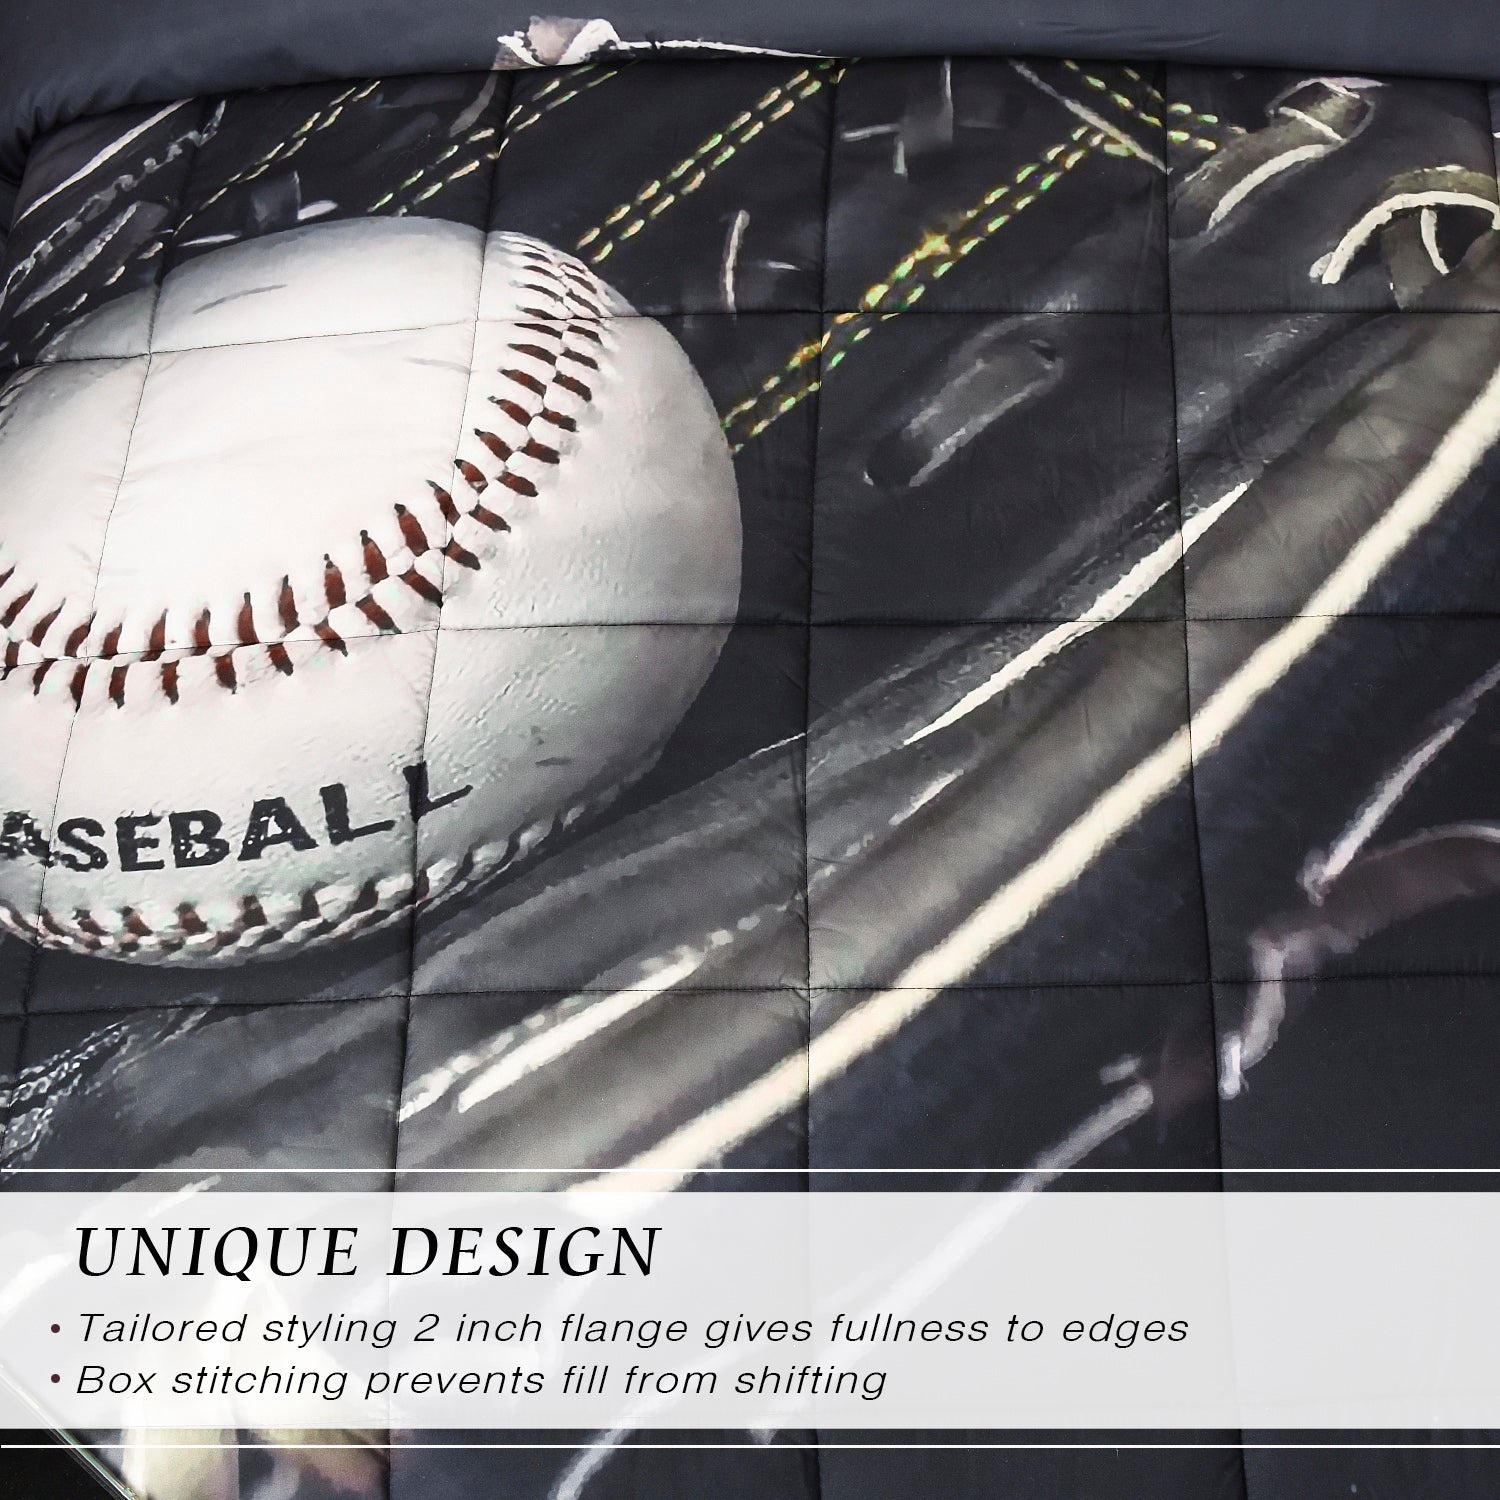 ASEBALL
UNIQUE DESIGN
• Tailored styling 2 inch flange gives fullness to edges
• Box stitching prevents fill from shifting